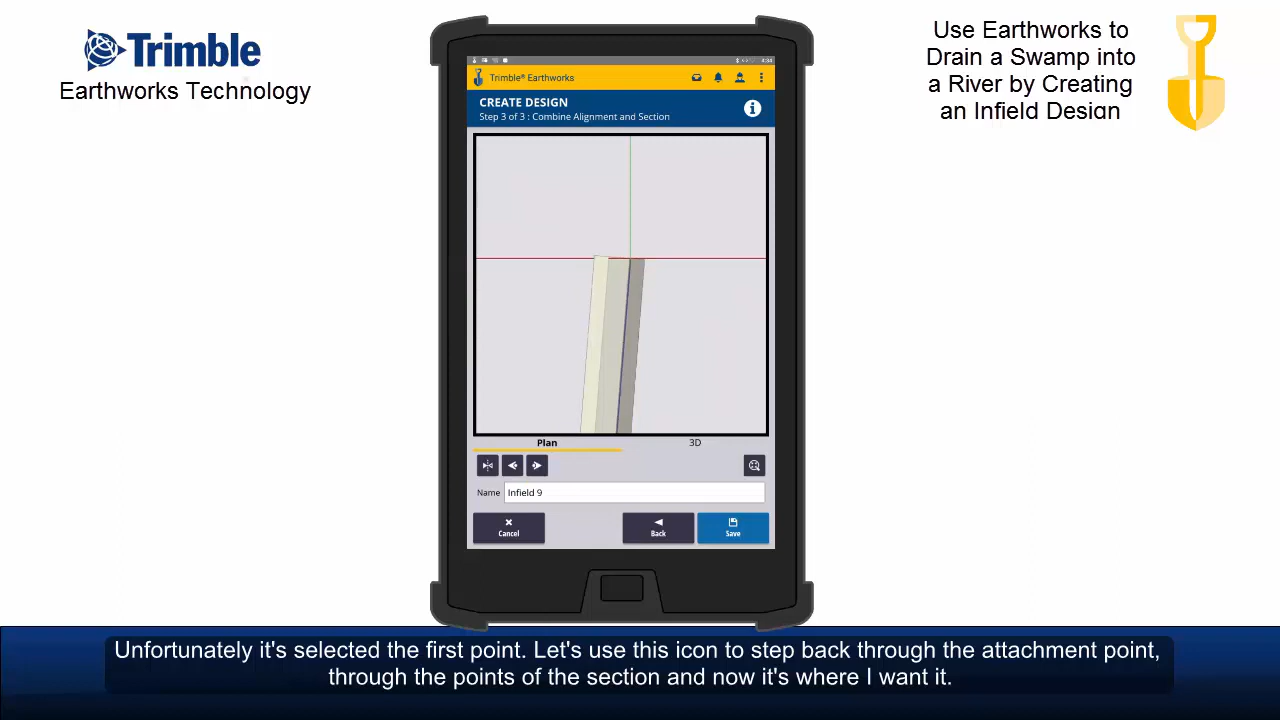 Trimble
Earthworks Technology
Use Earthworks to
Drain a Swamp into
a River by Creating
an Infield Design
4:34
Trimble® Earthworks
CREATE DESIGN
Step 3 of 3 : Combine Alignment and Section
Plan
3D
Name
Infield 9
Cancel
Back
Save
Unfortunately it's selected the first point. Let's use this icon to step back through the attachment point,
through the points of the section and now it's where I want it.